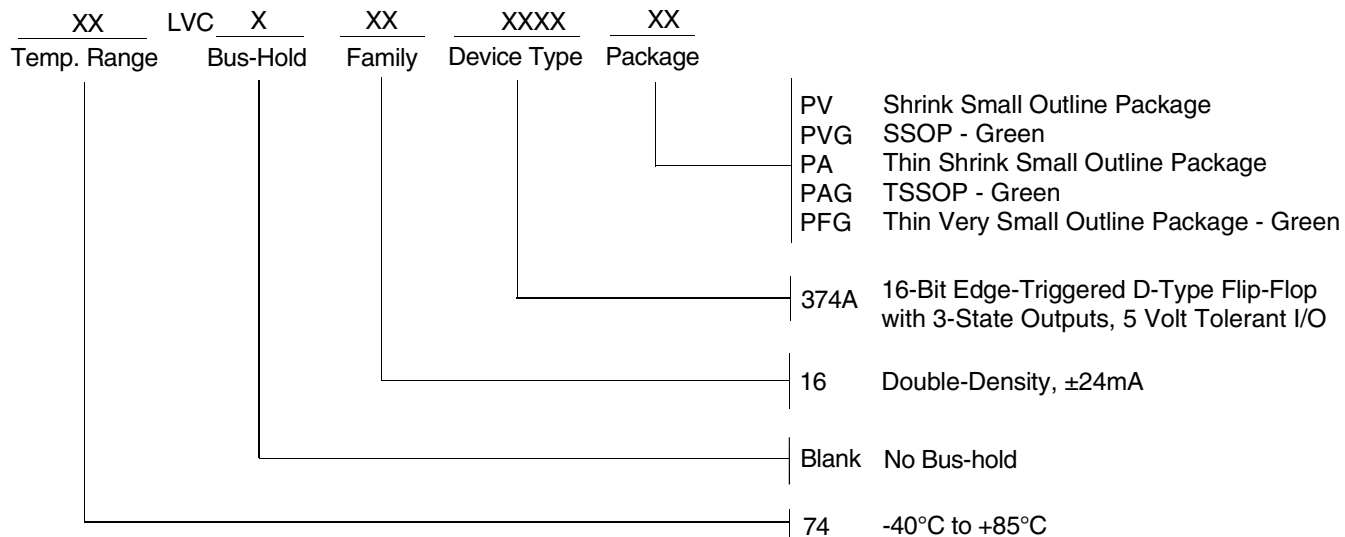 XX LVC X XX XXXX XX
Temp. Range Bus-Hold Family Device Type Package
PV Shrink Small Outline Package
PVG SSOP - Green
PA Thin Shrink Small Outline Package
PAG TSSOP - Green
PFG Thin Very Small Outline Package - Green
374A 16-Bit Edge-Triggered D-Type Flip-Flop
with 3-State Outputs, 5 Volt Tolerant I/O
16 Double-Density, ±24mA
Blank No Bus-hold
74 -40°C to +85°C